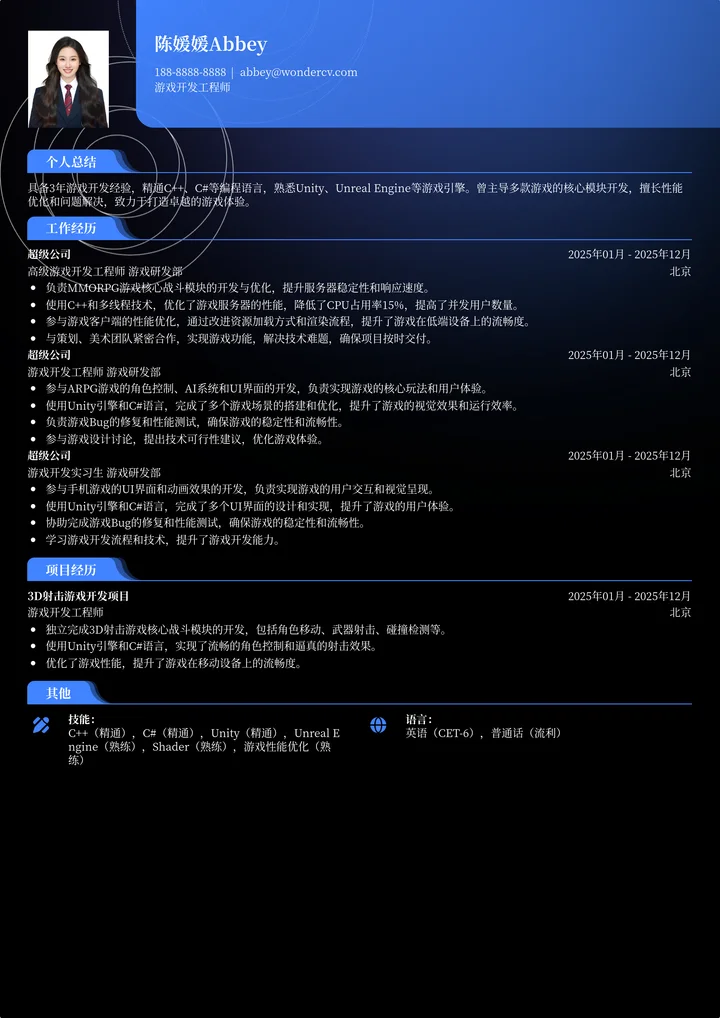 陈媛媛Abbey
188-8888-8888 | abbey@wondercv.com
游戏开发工程师
个人总结
具备3年游戏开发经验，精通C++、C#等编程语言，熟悉Unity、Unreal Engine等游戏引擎。曾主导多款游戏的核心模块开发，擅长性能
优化和问题解决，致力于打造卓越的游戏体验。
工作经历
超级公司 2025年01月 - 2025年12月
高级游戏开发工程师 游戏研发部 北京
• 负责MMORPG游戏核心战斗模块的开发与优化，提升服务器稳定性和响应速度。
• 使用C++和多线程技术，优化了游戏服务器的性能，降低了CPU占用率15%，提高了并发用户数量。
• 参与游戏客户端的性能优化，通过改进资源加载方式和渲染流程，提升了游戏在低端设备上的流畅度。
• 与策划、美术团队紧密合作，实现游戏功能，解决技术难题，确保项目按时交付。
超级公司 2025年01月 - 2025年12月
游戏开发工程师 游戏研发部 北京
• 参与ARPG游戏的角色控制、AI系统和UI界面的开发，负责实现游戏的核心玩法和用户体验。
• 使用Unity引擎和C#语言，完成了多个游戏场景的搭建和优化，提升了游戏的视觉效果和运行效率。
• 负责游戏Bug的修复和性能测试，确保游戏的稳定性和流畅性。
• 参与游戏设计讨论，提出技术可行性建议，优化游戏体验。
超级公司 2025年01月 - 2025年12月
游戏开发实习生 游戏研发部 北京
• 参与手机游戏的UI界面和动画效果的开发，负责实现游戏的用户交互和视觉呈现。
• 使用Unity引擎和C#语言，完成了多个UI界面的设计和实现，提升了游戏的用户体验。
• 协助完成游戏Bug的修复和性能测试，确保游戏的稳定性和流畅性。
• 学习游戏开发流程和技术，提升了游戏开发能力。
项目经历
3D射击游戏开发项目 2025年01月 - 2025年12月
游戏开发工程师 北京
• 独立完成3D射击游戏核心战斗模块的开发，包括角色移动、武器射击、碰撞检测等。
• 使用Unity引擎和C#语言，实现了流畅的角色控制和逼真的射击效果。
• 优化了游戏性能，提升了游戏在移动设备上的流畅度。
其他
技能：
C++（精通）, C#（精通）, Unity（精通）, Unreal E
ngine（熟练）, Shader（熟练）, 游戏性能优化（熟
练）
语言：
英语（CET-6）, 普通话（流利）